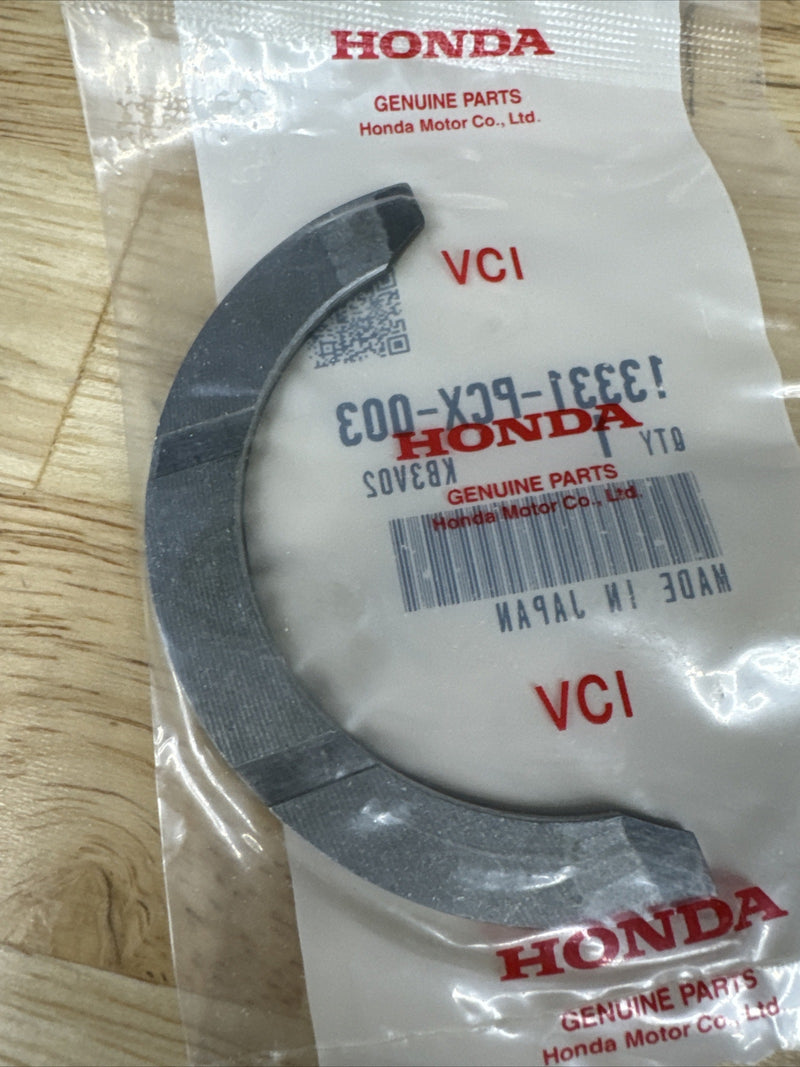 HONDA
GENUINE PARTS
Honda Motor Co., Ltd.
VCI
13331-PCX-003
HONDA
QTY 1
KB3V02
GENUINE PARTS
Honda Motor Co., Ltd.
MADE IN JAPAN
VCI
HONDA
GENUINE PARTS
Honda Motor Co., Ltd.